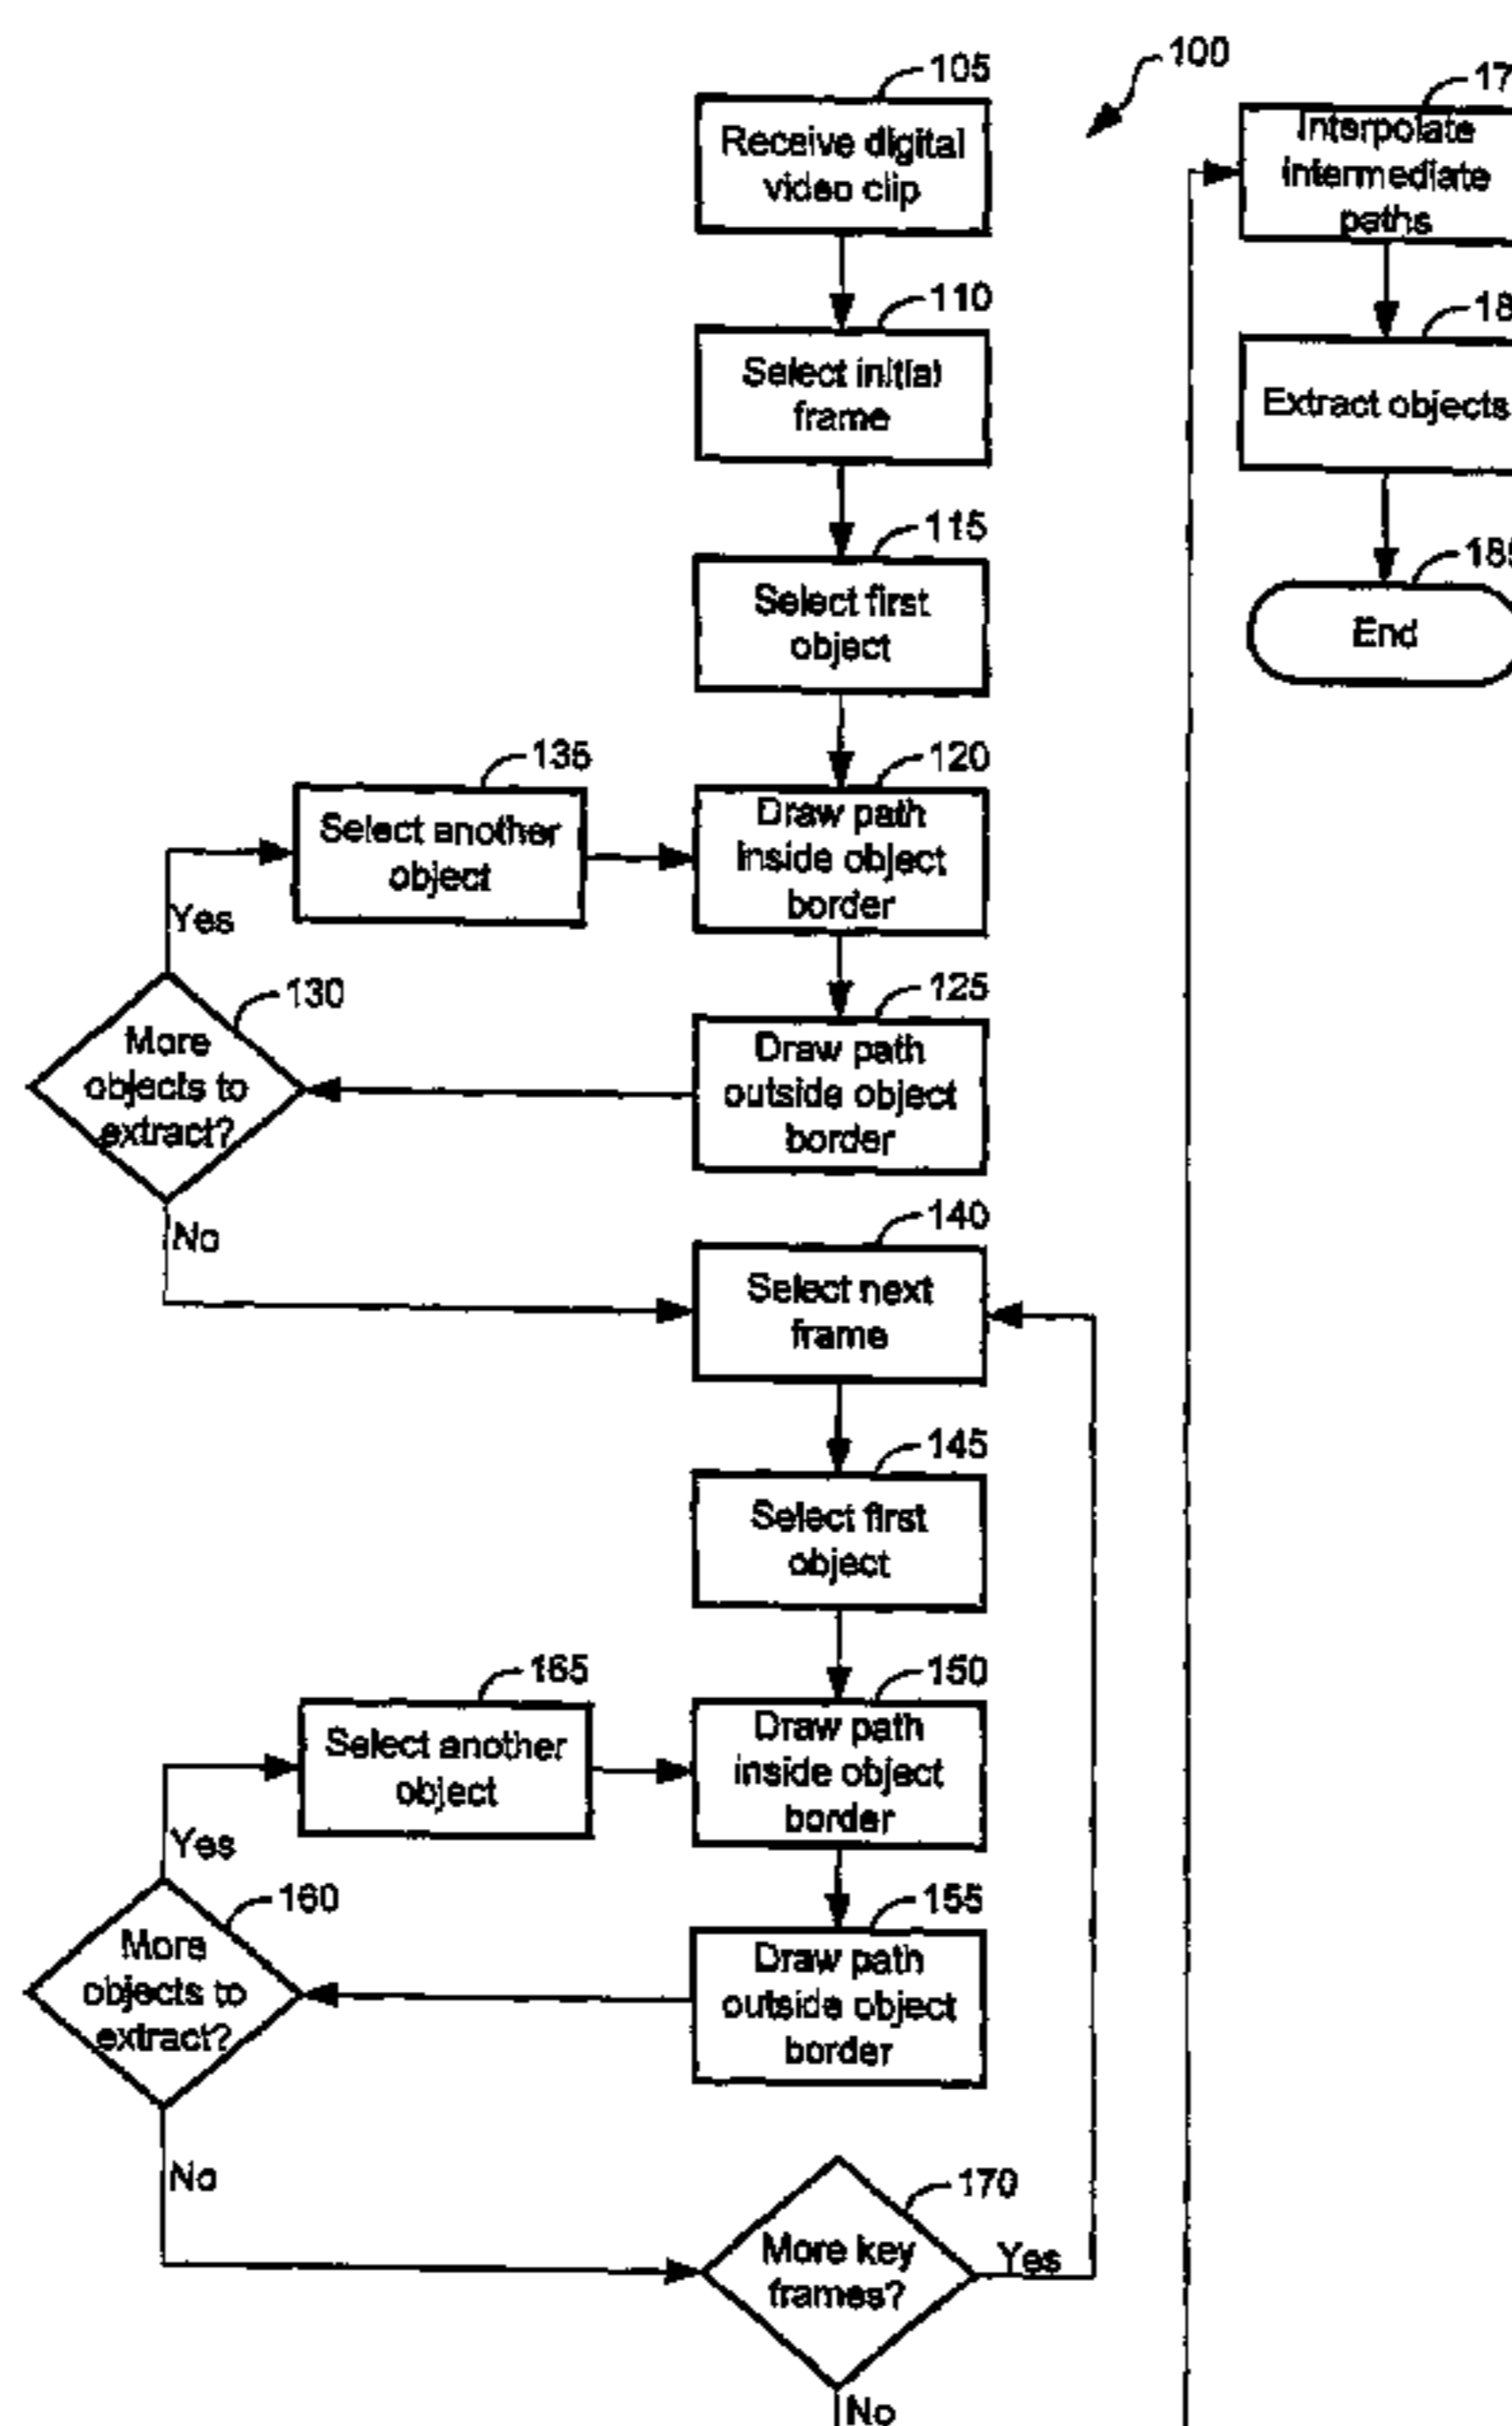 100
105
Receive digital
video clip
110
Select initial
frame
115
Select first
object
120
Draw path
inside object
border
125
Draw path
outside object
border
130
More
objects to
extract?
Yes
No
135
Select another
object
140
Select next
frame
145
Select first
object
150
Draw path
inside object
border
155
Draw path
outside object
border
160
More
objects to
extract?
Yes
No
165
Select another
object
170
More key
frames?
Yes
No
17
Interpolate
intermediate
paths
18
Extract objects
185
End